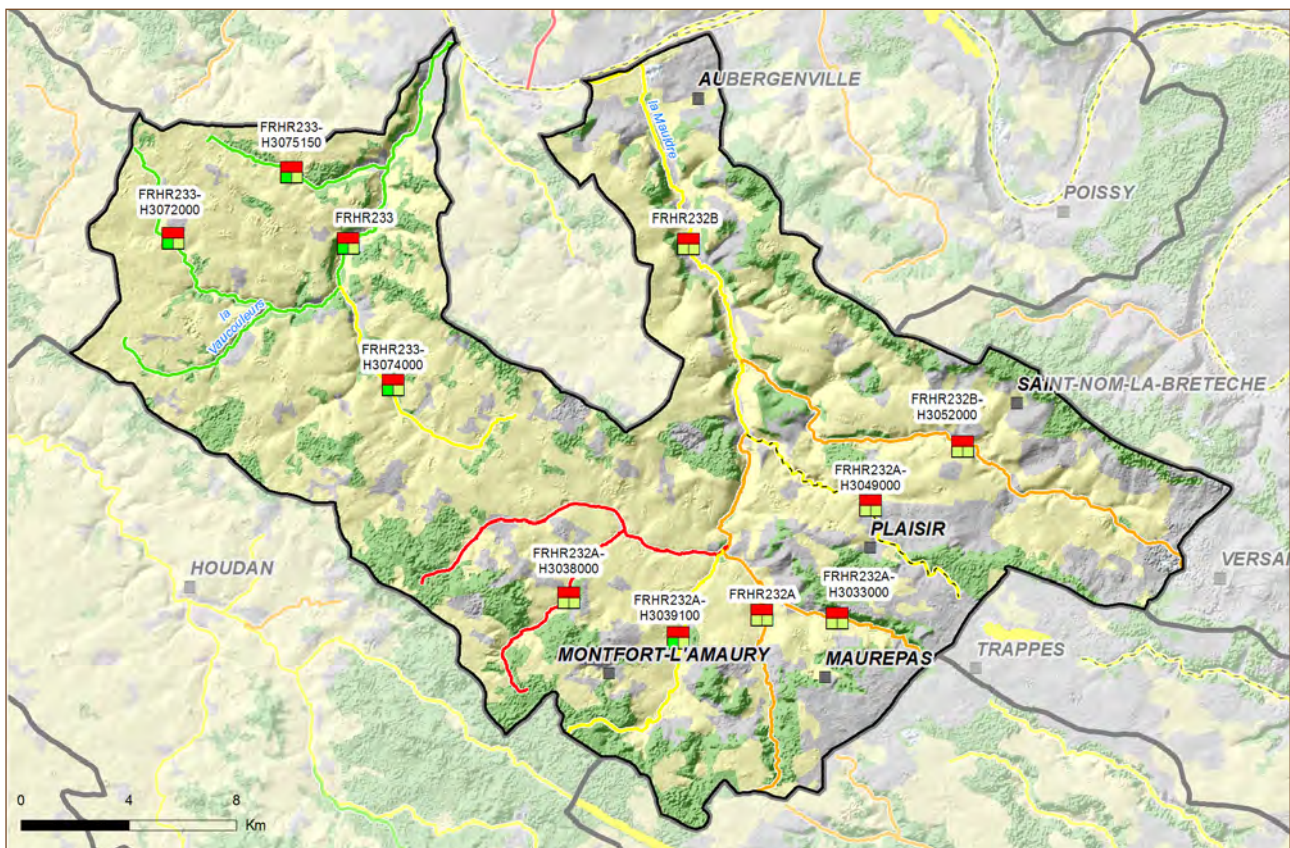 AUBERGENVILLE
la Mauldre
FRHR233-
H3075150
POISSY
FRHR233-
H3072000
FRHR233
FRHR232B
la
Vaucouleurs
FRHR233-
H3074000
SAINT-NOM-LA-BRETECHE
FRHR232B-
H3052000
FRHR232A-
H3049000
PLAISIR
HOUDAN
FRHR232A-
H3038000
VERSAI
FRHR232A-
H3033000
FRHR232A-
H3039100
FRHR232A
MONTFORT-L'AMAURY
MAUREPAS
TRAPPES
0 4 8
Km